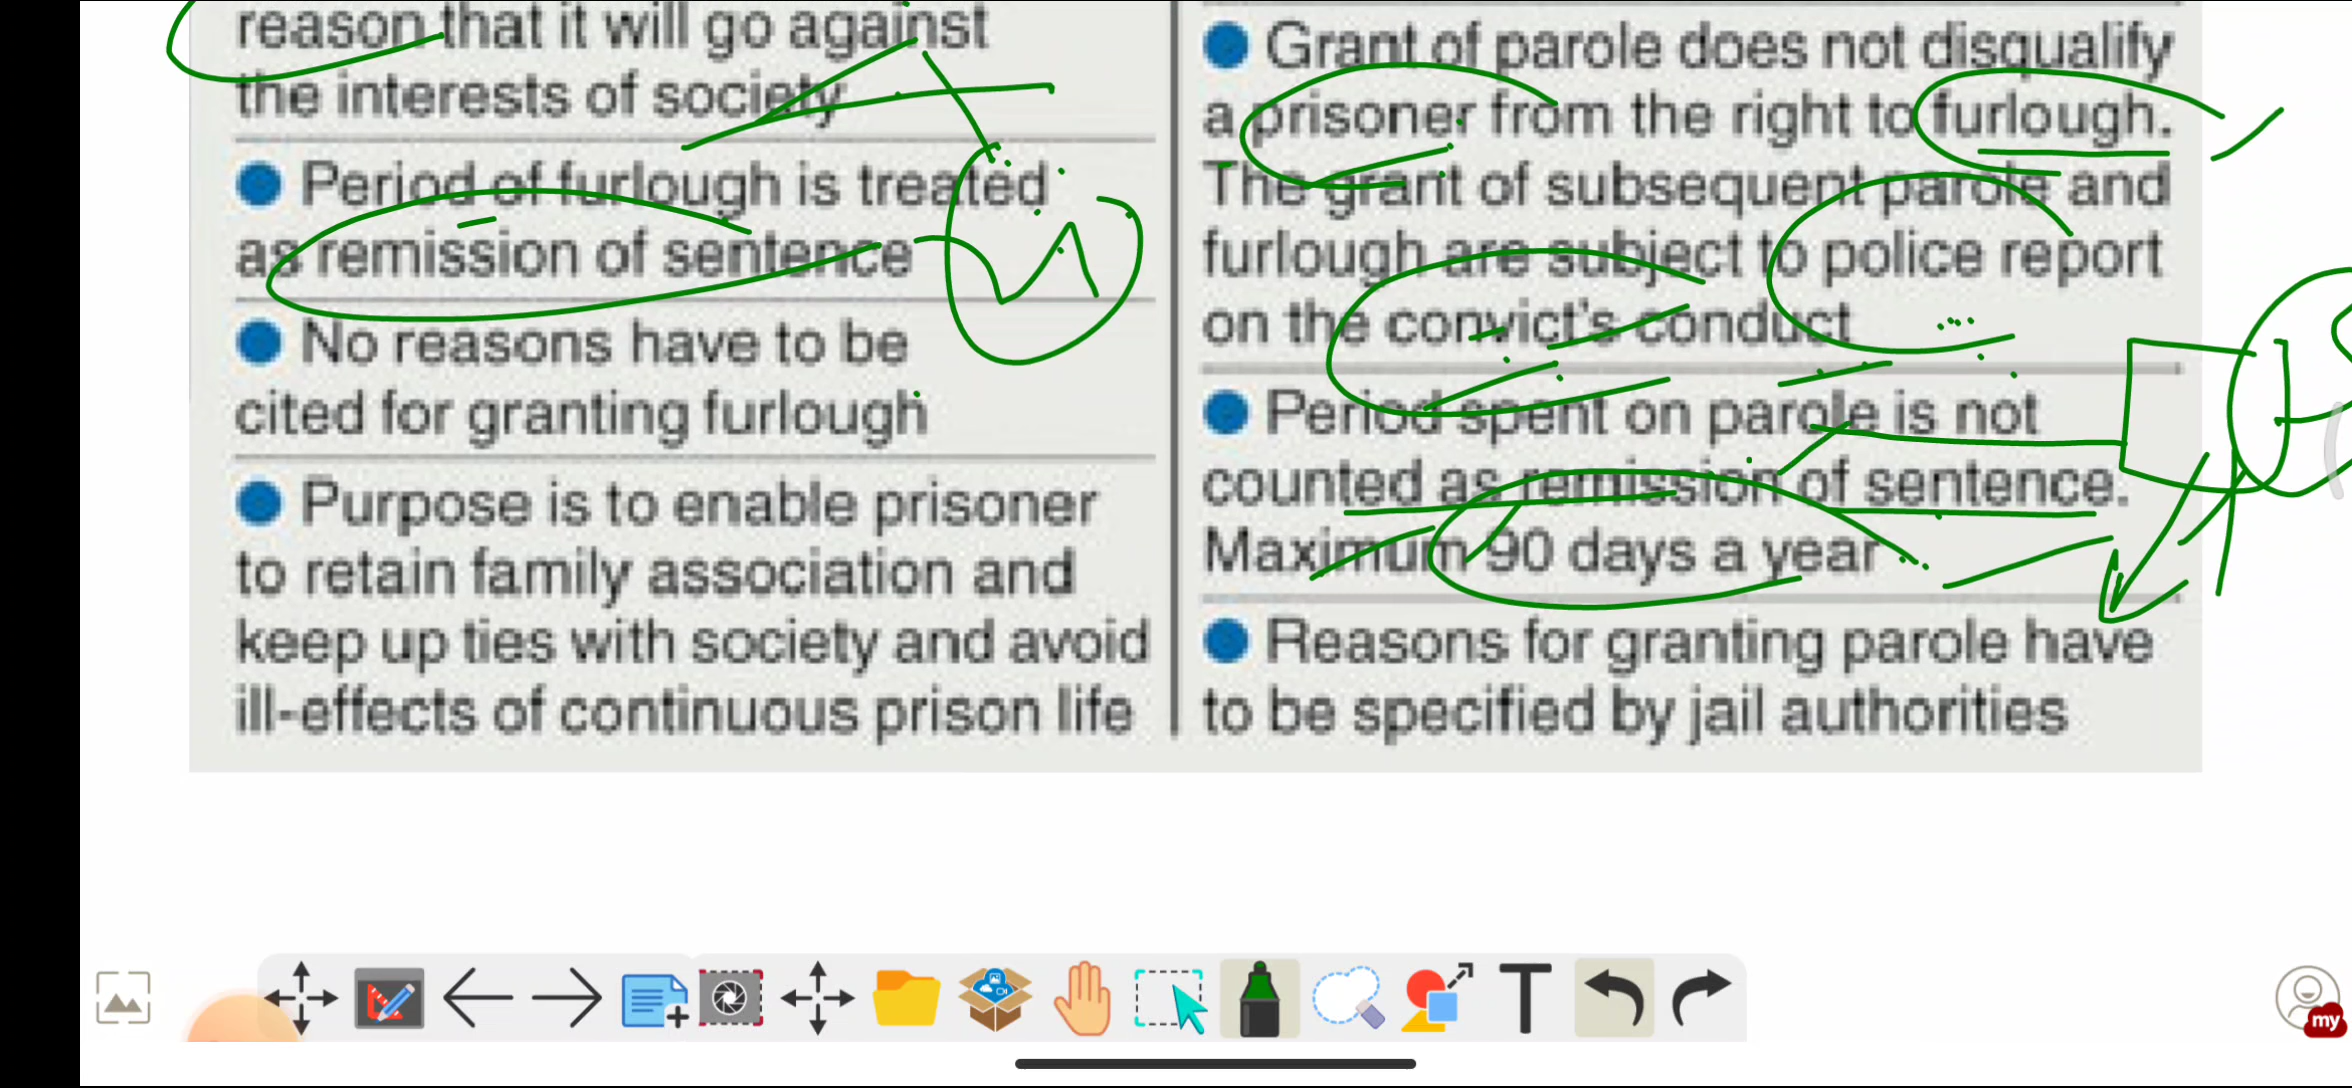 reason that it will go against
the interests of society
Period of furlough is treated
as remission of sentence
No reasons have to be
cited for granting furlough
Purpose is to enable prisoner
to retain family association and
keep up ties with society and avoid
ill-effects of continuous prison life
Grant of parole does not disqualify
a prisoner from the right to furlough.
The grant of subsequent parole and
furlough are subject to police report
on the convict's conduct
Period spent on parole is not
counted as remission of sentence.
Maximum 90 days a year
Reasons for granting parole have
to be specified by jail authorities
T
my